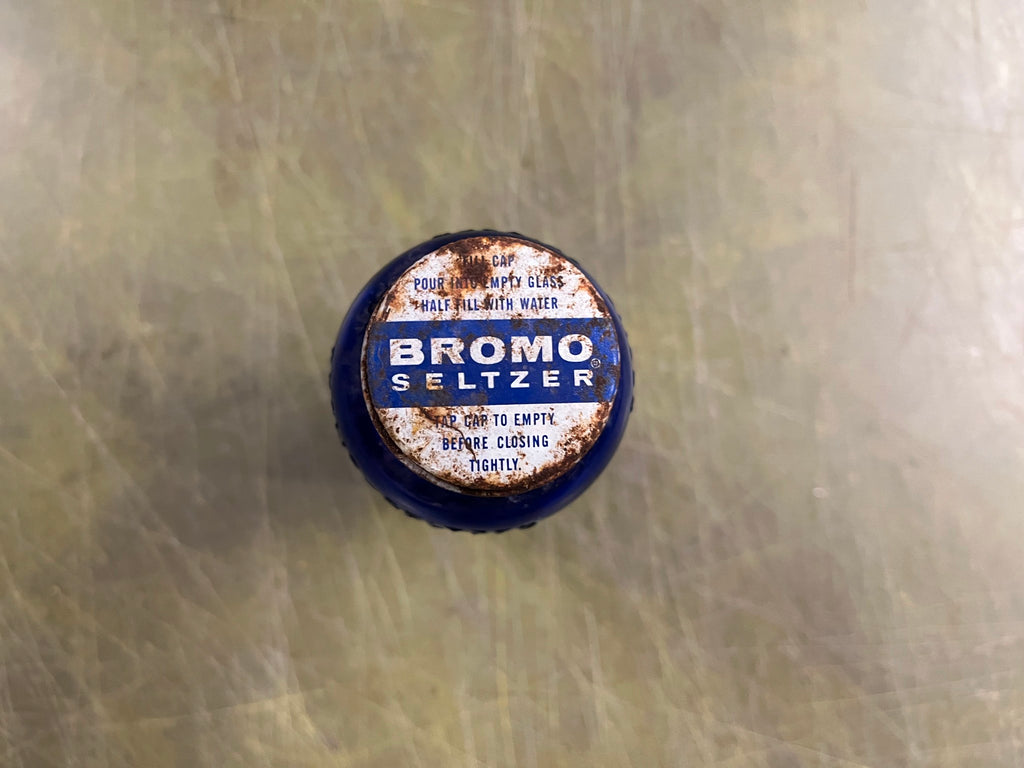 FILL CAP
POUR INTO EMPTY GLASS
HALF FILL WITH WATER
BROMO®
SELTZER
TAP CAP TO EMPTY
BEFORE CLOSING
TIGHTLY.